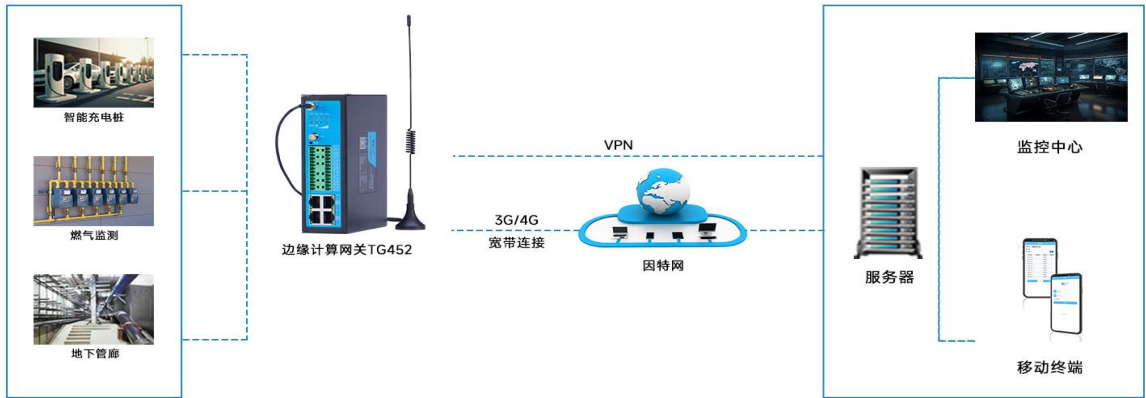 智能充电桩
燃气监测
地下管廊
边缘计算网关TG452
VPN
3G/4G
宽带连接
因特网
服务器
监控中心
移动终端